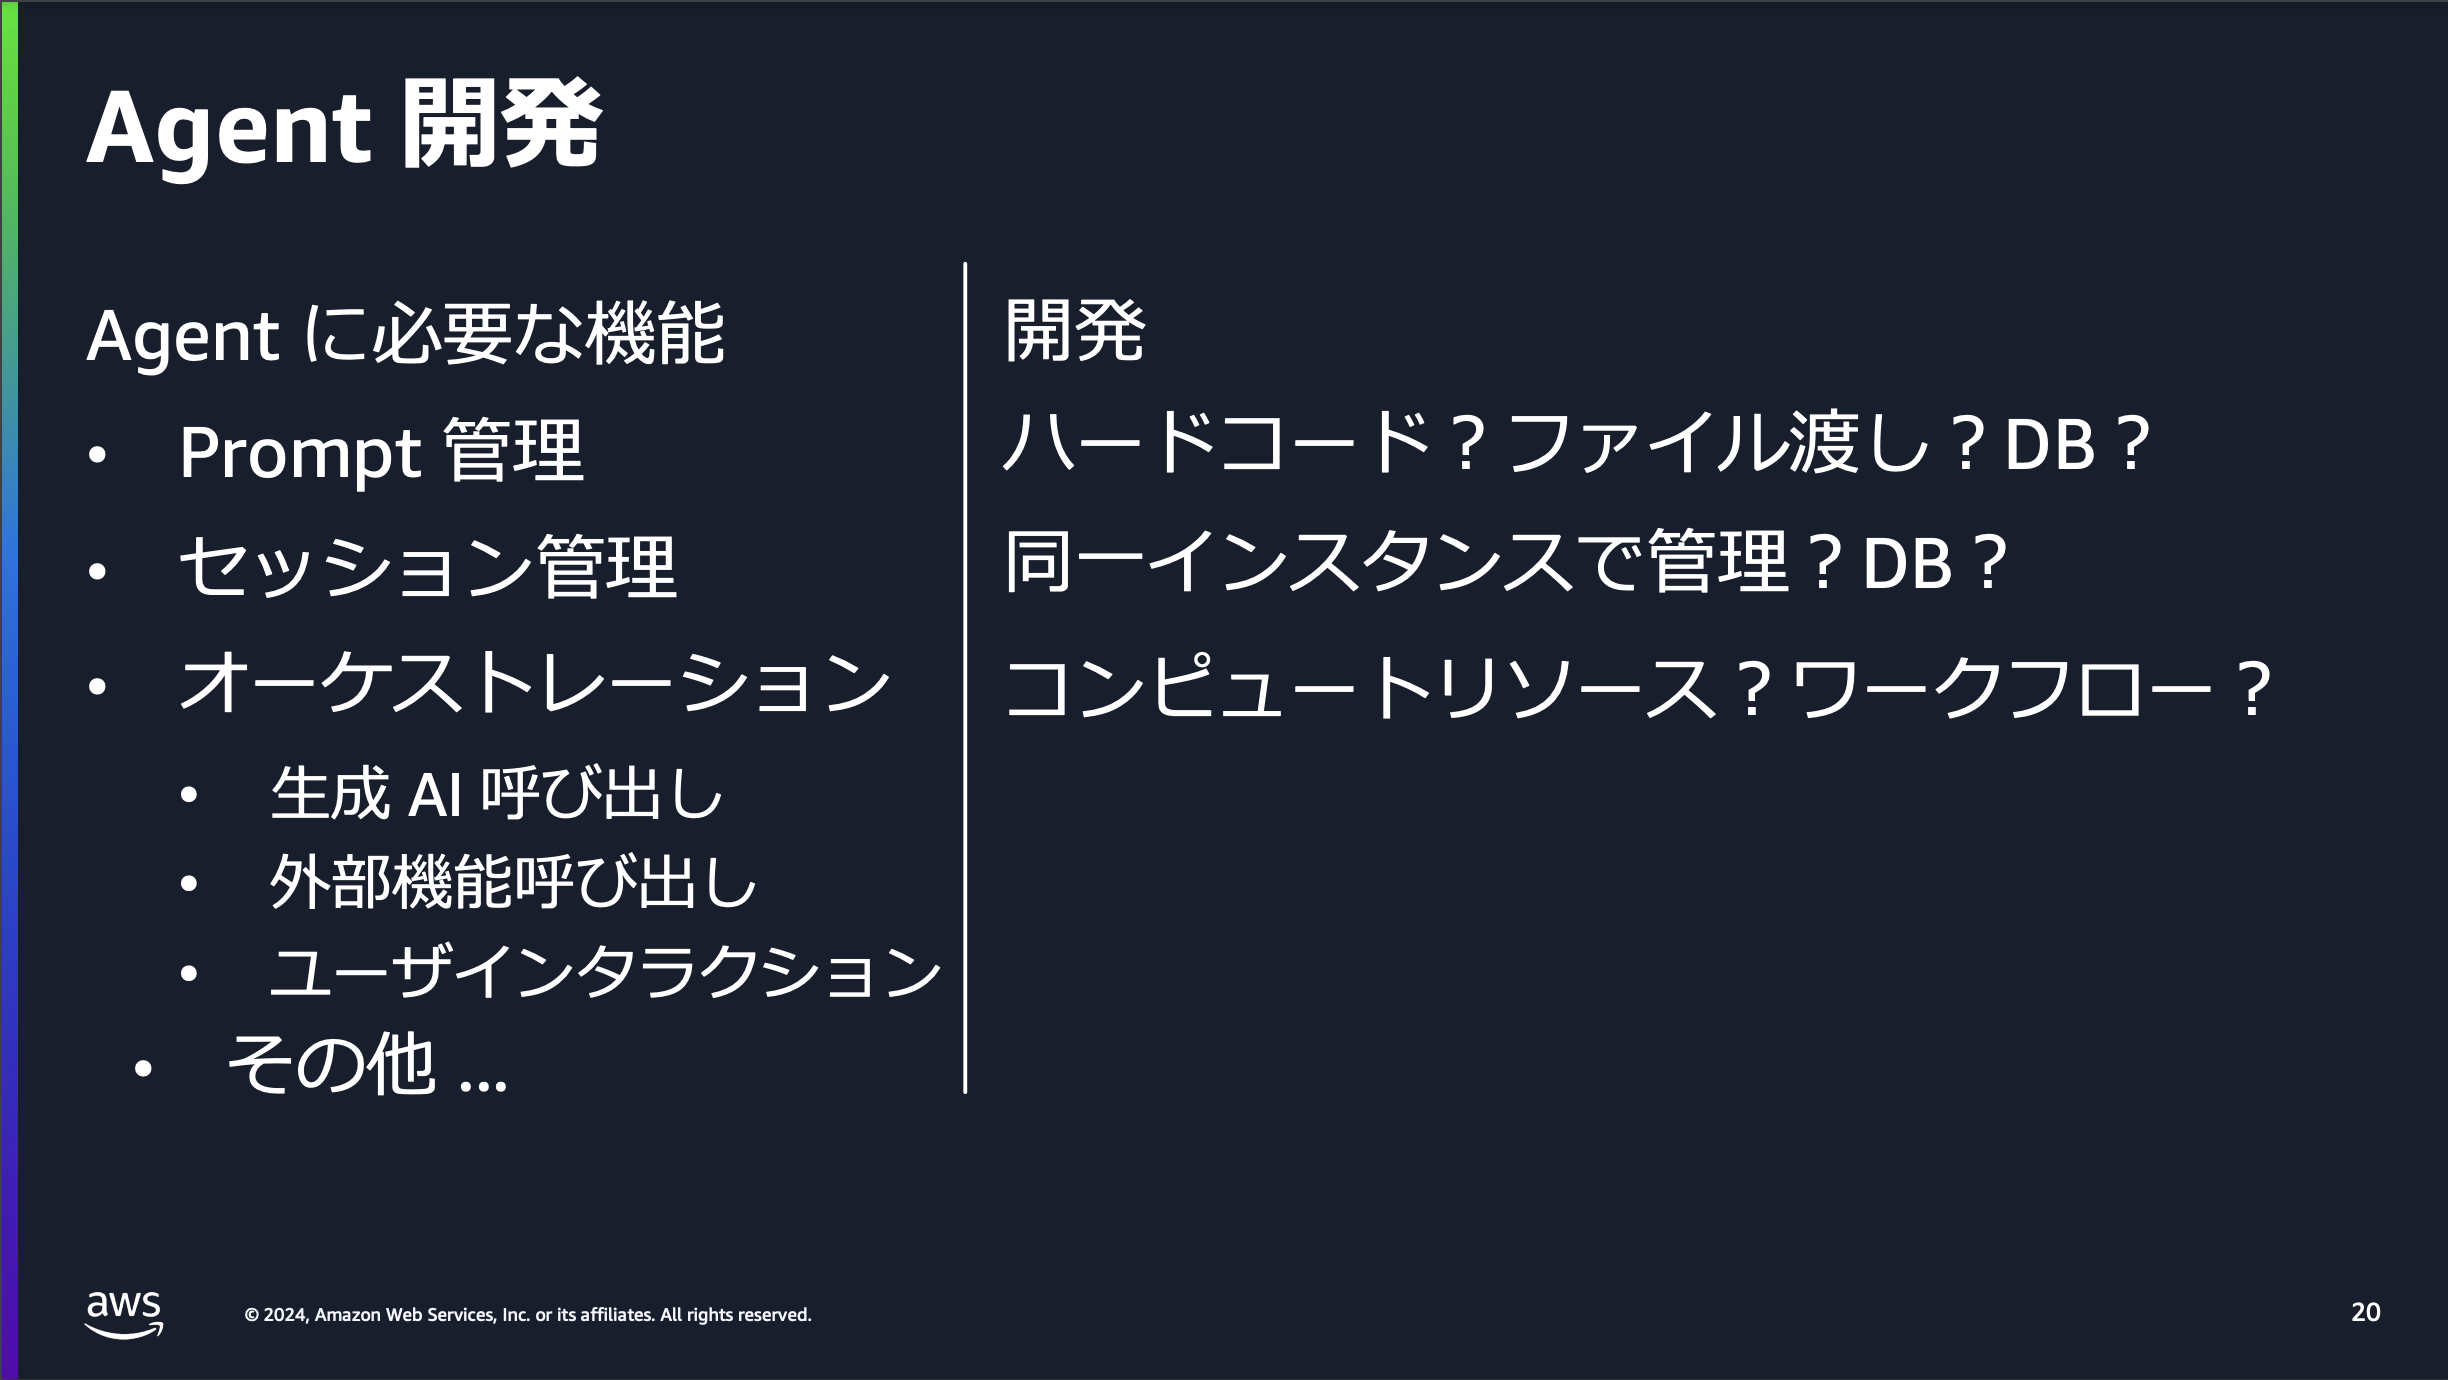 Agent 開発
Agent に必要な機能
• Prompt 管理
• セッション管理
• オーケストレーション
• 生成 AI 呼び出し
• 外部機能呼び出し
• ユーザインタラクション
• その他 ...
開発
ハードコード？ファイル渡し？DB？
同一インスタンスで管理？DB？
コンピュートリソース？ワークフロー？
aws
© 2024, Amazon Web Services, Inc. or its affiliates. All rights reserved.
20